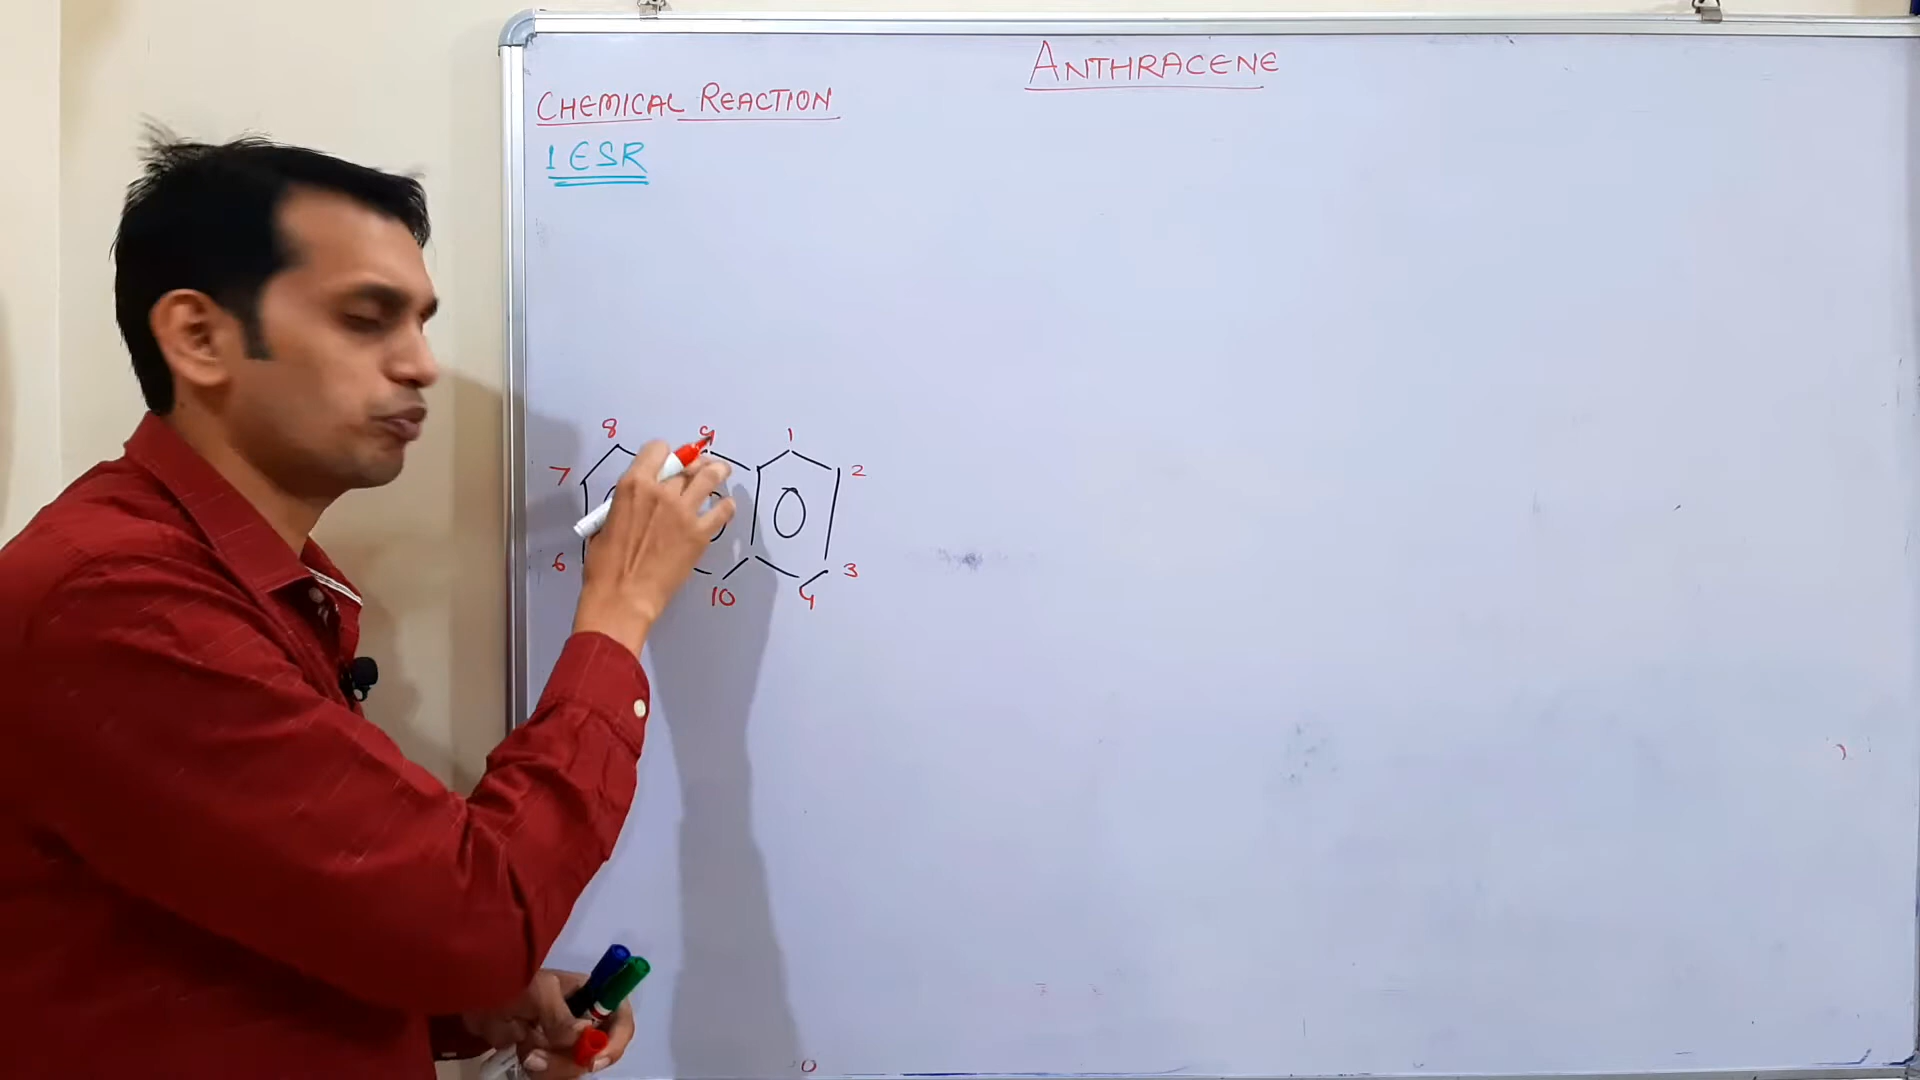 ANTHRACENE
CHEMICAL REACTION
1 ESR
8 9 1
7 2
6 3
10 4